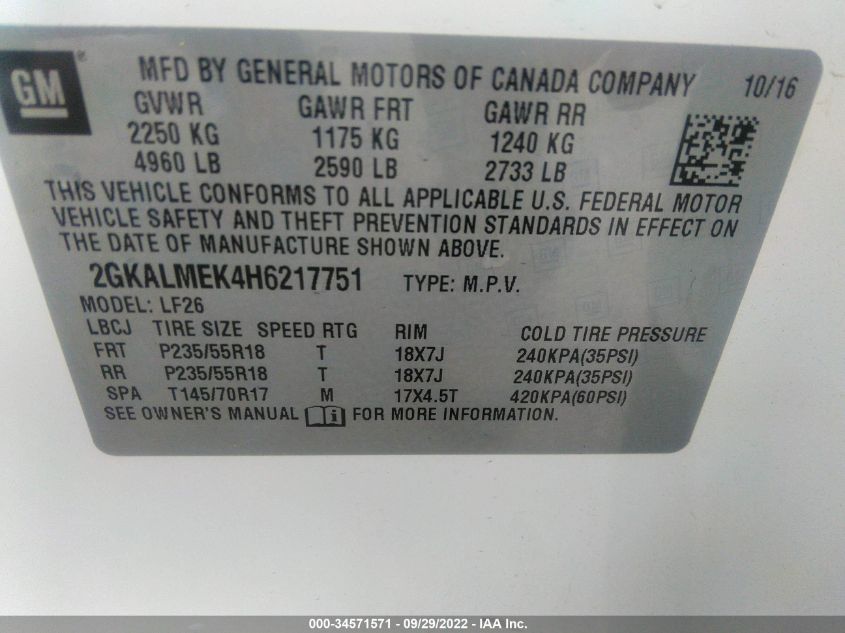 GM ®
MFD BY GENERAL MOTORS OF CANADA COMPANY 10/16
GVWR GAWR FRT GAWR RR
2250 KG 1175 KG 1240 KG
4960 LB 2590 LB 2733 LB
THIS VEHICLE CONFORMS TO ALL APPLICABLE U.S. FEDERAL MOTOR
VEHICLE SAFETY AND THEFT PREVENTION STANDARDS IN EFFECT ON
THE DATE OF MANUFACTURE SHOWN ABOVE.
2GKALMEK4H6217751 TYPE: M.P.V.
MODEL: LF26
LBCJ TIRE SIZE SPEED RTG RIM COLD TIRE PRESSURE
FRT P235/55R18 T 18X7J 240KPA(35PSI)
RR P235/55R18 T 18X7J 240KPA(35PSI)
SPA T145/70R17 M 17X4.5T 420KPA(60PSI)
SEE OWNER'S MANUAL i FOR MORE INFORMATION.
000-34571571 - 09/29/2022 - IAA Inc.